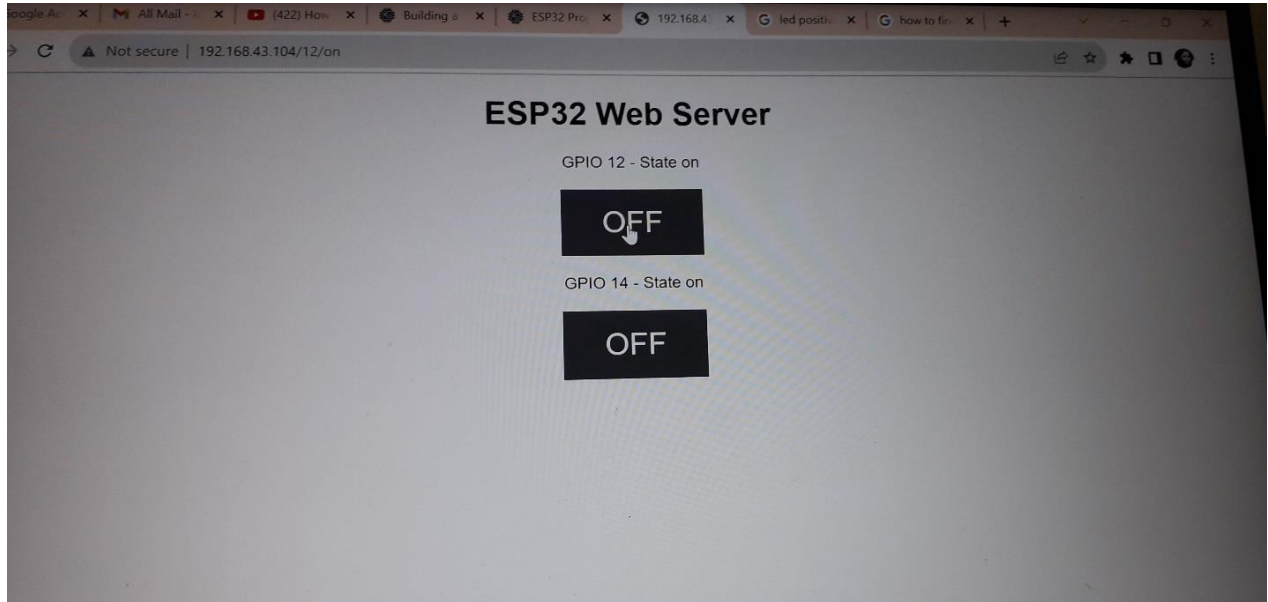 All Mail -
(422) How
Building a
ESP32 Pro
192.168.4
led positiv
how to fin
Not secure | 192.168.43.104/12/on
ESP32 Web Server
GPIO 12 - State on
OFF
GPIO 14 - State on
OFF